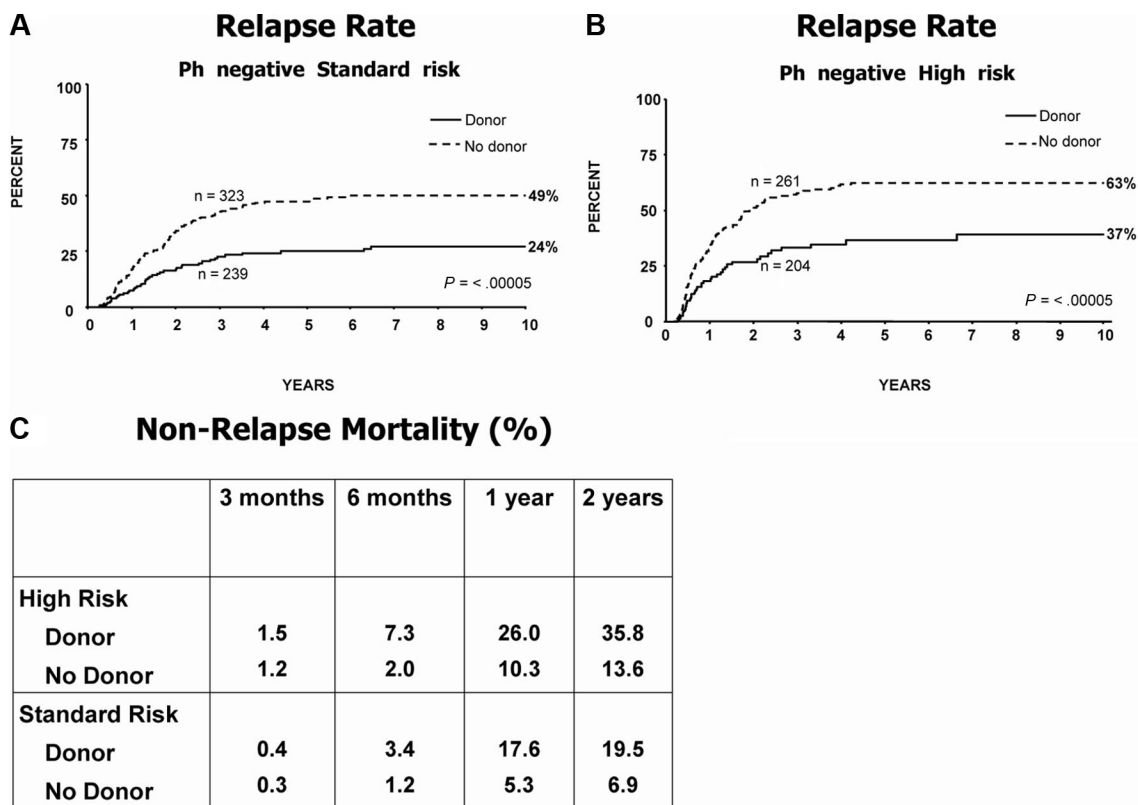 A
Relapse Rate
Ph negative Standard risk
PERCENT
100
75
50
25
0
Donor
No donor
n = 323
49%
n = 239
24%
P = < .00005
0 1 2 3 4 5 6 7 8 9 10
YEARS
B
Relapse Rate
Ph negative High risk
PERCENT
100
75
50
25
0
Donor
No donor
n = 261
63%
n = 204
37%
P = < .00005
0 1 2 3 4 5 6 7 8 9 10
YEARS
C
Non-Relapse Mortality (%)
3 months 6 months 1 year 2 years
High Risk
Donor 1.5 7.3 26.0 35.8
No Donor 1.2 2.0 10.3 13.6
Standard Risk
Donor 0.4 3.4 17.6 19.5
No Donor 0.3 1.2 5.3 6.9